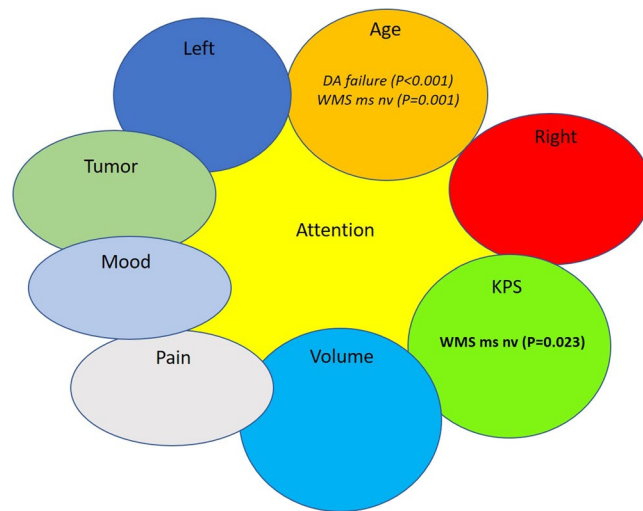 Left
Age
DA failure (P<0.001)
WMS ms nv (P=0.001)
Right
Tumor
Attention
Mood
KPS
WMS ms nv (P=0.023)
Pain
Volume